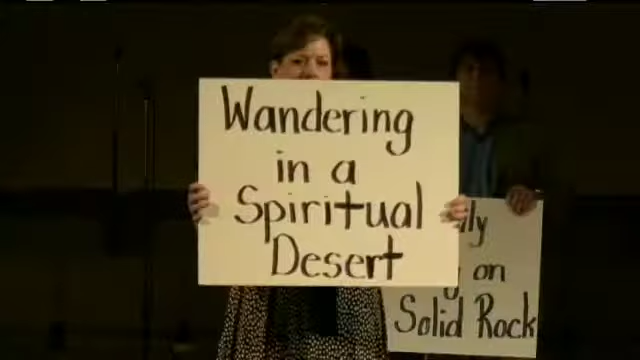 Wandering
in a
Spiritual
Desert
on
Solid Rock